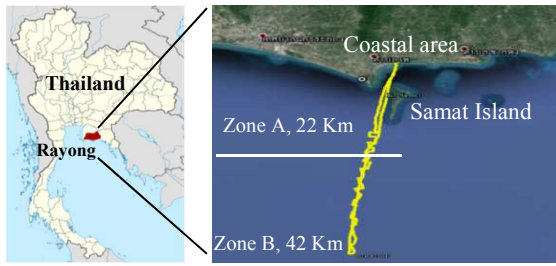 Thailand
Rayong
Coastal area
Samat Island
Zone A, 22 Km
Zone B, 42 Km